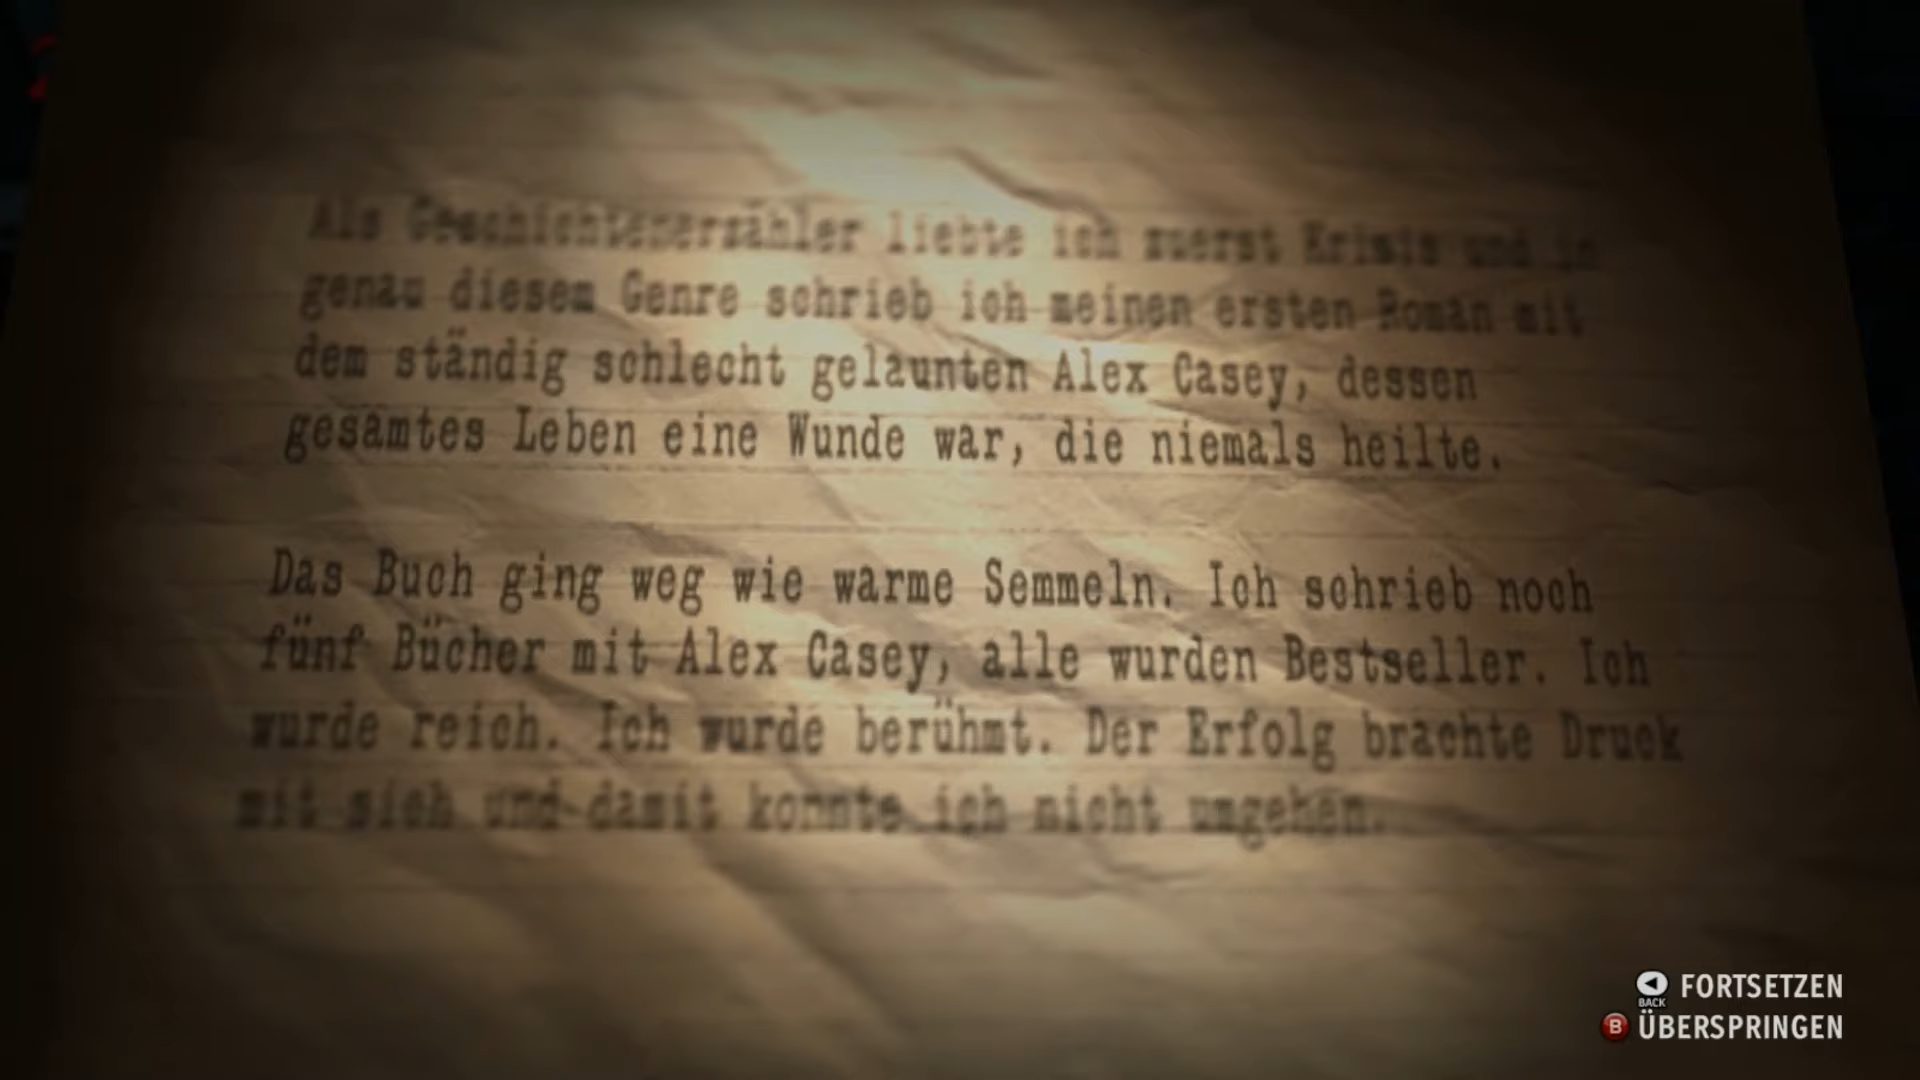 Als Geschichtenerzähler liebte ich zuerst Krimis und in
genau diesem Genre schrieb ich meinen ersten Roman mit
dem ständig schlecht gelaunten Alex Casey, dessen
gesamtes Leben eine Wunde war, die niemals heilte.
Das Buch ging weg wie warme Semmeln. Ich schrieb noch
fünf Bücher mit Alex Casey, alle wurden Bestseller. Ich
wurde reich. Ich wurde berühmt. Der Erfolg brachte Druck
mit sich und damit konnte ich nicht umgehen.
FORTSETZEN
BACK
B ÜBERSPRINGEN